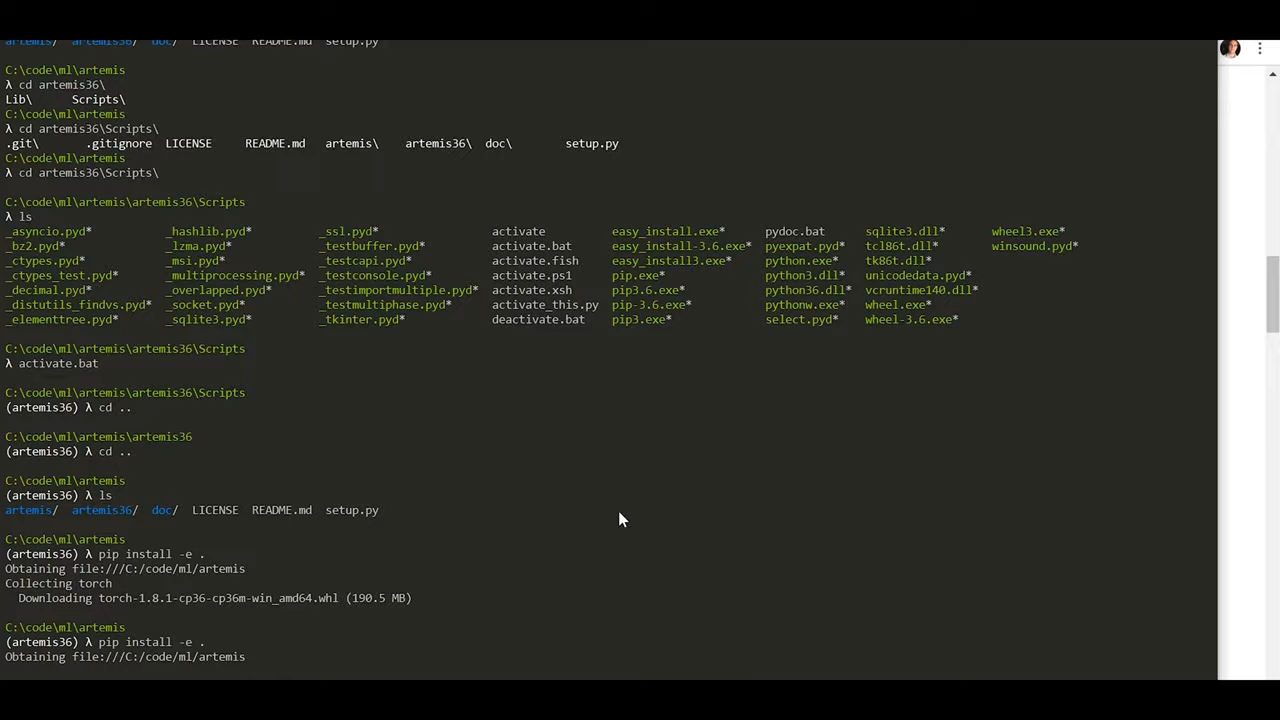 artemis/  artemis36/  doc/  LICENSE  README.md  setup.py
C:\code\ml\artemis
λ cd artemis36\
Lib\      Scripts\
C:\code\ml\artemis
λ cd artemis36\Scripts\
.git\       .gitignore  LICENSE     README.md   artemis\    artemis36\  doc\        setup.py
C:\code\ml\artemis
λ cd artemis36\Scripts\
C:\code\ml\artemis\artemis36\Scripts
λ ls
_asyncio.pyd*  _hashlib.pyd*  _ssl.pyd*  activate  easy_install.exe*  pydoc.bat  sqlite3.dll*  wheel3.exe*
_bz2.pyd*  _lzma.pyd*  _testbuffer.pyd*  activate.bat  easy_install-3.6.exe*  pyexpat.pyd*  tcl86t.dll*  winsound.pyd*
_ctypes.pyd*  _msi.pyd*  _testcapi.pyd*  activate.fish  easy_install3.exe*  python.exe*  tk86t.dll*
_ctypes_test.pyd*  _multiprocessing.pyd*  _testconsole.pyd*  activate.ps1  pip.exe*  python3.dll*  unicodedata.pyd*
_decimal.pyd*  _overlapped.pyd*  _testimportmultiple.pyd*  activate.xsh  pip3.6.exe*  python36.dll*  vcruntime140.dll*
_distutils_findvs.pyd*  _socket.pyd*  _testmultiphase.pyd*  activate_this.py  pip-3.6.exe*  pythonw.exe*  wheel.exe*
_elementtree.pyd*  _sqlite3.pyd*  _tkinter.pyd*  deactivate.bat  pip3.exe*  select.pyd*  wheel-3.6.exe*
C:\code\ml\artemis\artemis36\Scripts
λ activate.bat
C:\code\ml\artemis\artemis36\Scripts
(artemis36) λ cd ..
C:\code\ml\artemis\artemis36
(artemis36) λ cd ..
C:\code\ml\artemis
(artemis36) λ ls
artemis/  artemis36/  doc/  LICENSE  README.md  setup.py
C:\code\ml\artemis
(artemis36) λ pip install -e .
Obtaining file:///C:/code/ml/artemis
Collecting torch
  Downloading torch-1.8.1-cp36-cp36m-win_amd64.whl (190.5 MB)
C:\code\ml\artemis
(artemis36) λ pip install -e .
Obtaining file:///C:/code/ml/artemis